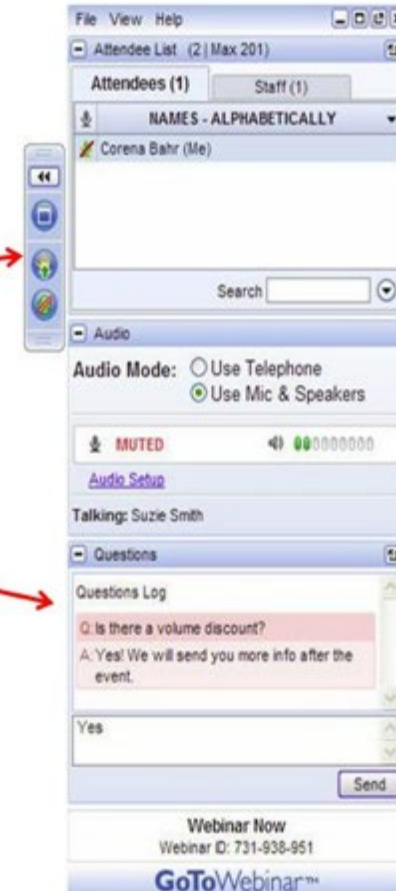 File View Help
Attendee List (2 | Max 201)
Attendees (1) Staff (1)
NAMES - ALPHABETICALLY
Corena Bahr (Me)
Search
Audio
Audio Mode: Use Telephone
Use Mic & Speakers
MUTED
Audio Setup
Talking: Suzie Smith
Questions
Questions Log
Q: Is there a volume discount?
A: Yes! We will send you more info after the
event.
Yes
Send
Webinar Now
Webinar ID: 731-938-951
GoToWebinar™